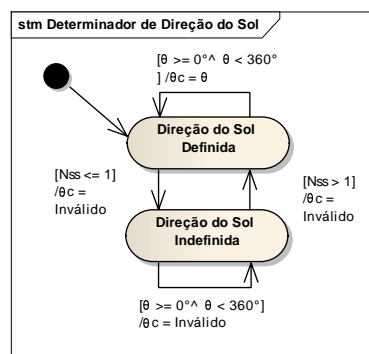 stm Determinador de Direção do Sol
[θ >= 0°^ θ < 360°
] /θc = θ
Direção do Sol
Definida
[Nss <= 1]
/θc =
Inválido
[Nss > 1]
/θc =
Inválido
Direção do Sol
Indefinida
[θ >= 0°^ θ < 360°]
/θc = Inválido